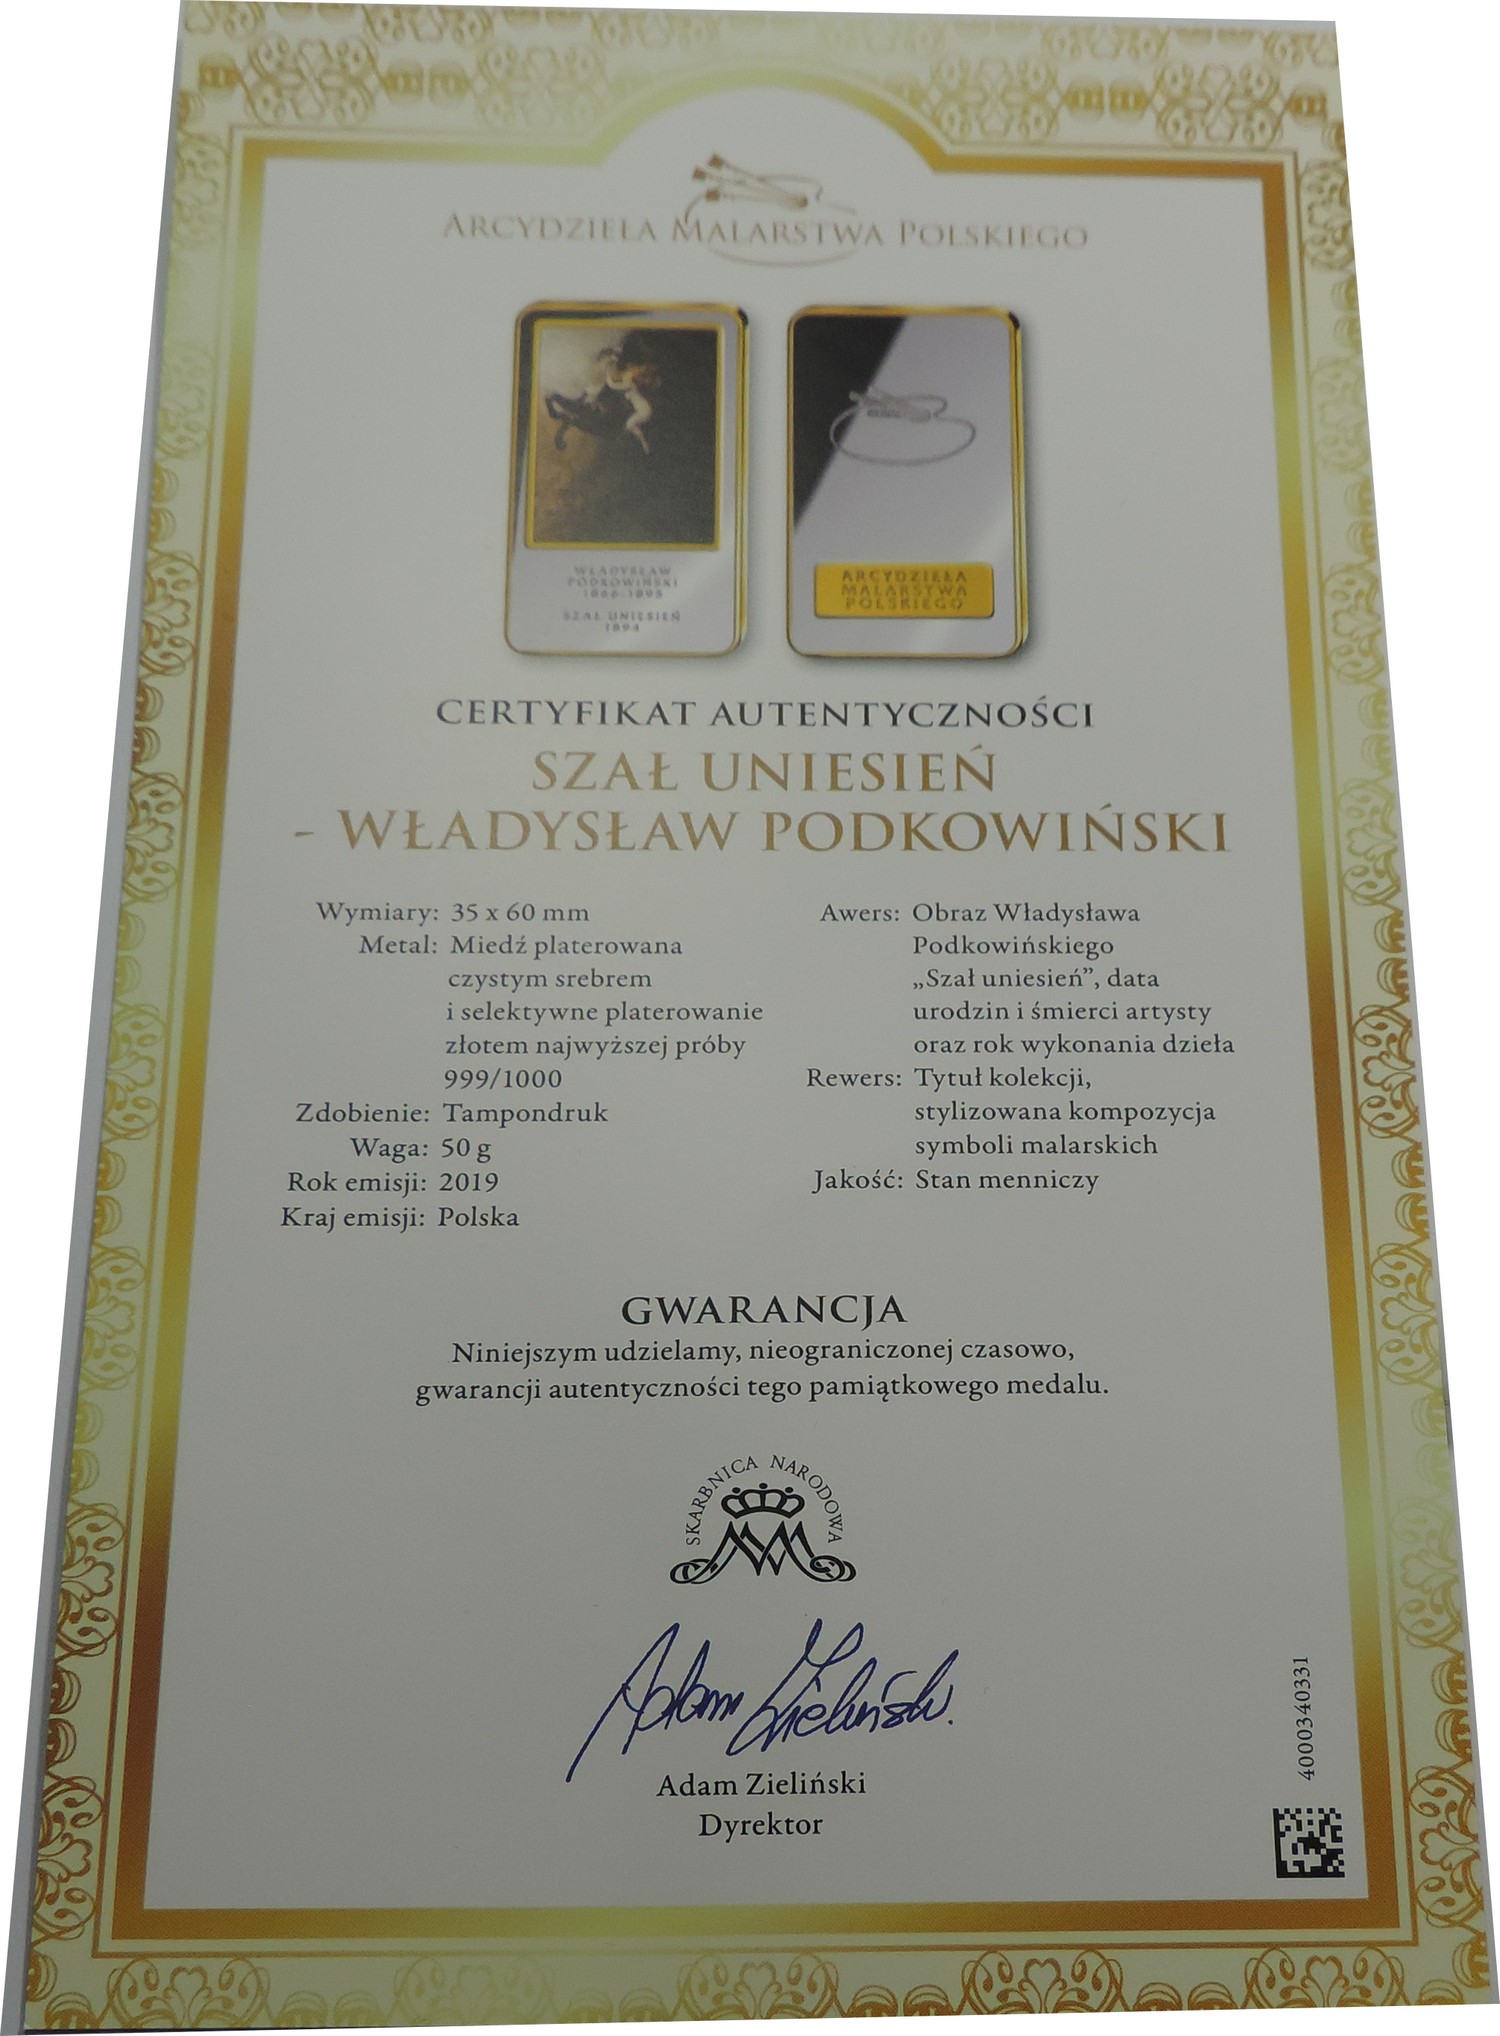 ARCYDZIEŁA MALARSTWA POLSKIEGO
WŁADYSŁAW
PODKOWIŃSKI
1866-1895
SZAŁ UNIESIEŃ
1894
ARCYDZIEŁA
MALARSTWA
POLSKIEGO
CERTYFIKAT AUTENTYCZNOŚCI
SZAŁ UNIESIEŃ
- WŁADYSŁAW PODKOWIŃSKI
Wymiary: 35 x 60 mm
Metal: Miedź platerowana
czystym srebrem
i selektywne platerowanie
złotem najwyższej próby
999/1000
Zdobienie: Tampondruk
Waga: 50 g
Rok emisji: 2019
Kraj emisji: Polska
Awers: Obraz Władysława
Podkowińskiego
„Szał uniesień”, data
urodzin i śmierci artysty
oraz rok wykonania dzieła
Rewers: Tytuł kolekcji,
stylizowana kompozycja
symboli malarskich
Jakość: Stan menniczy
GWARANCJA
Niniejszym udzielamy, nieograniczonej czasowo,
gwarancji autentyczności tego pamiątkowego medalu.
SKARBNICA NARODOWA
Adam Zieliński
Adam Zieliński
Dyrektor
4000340331